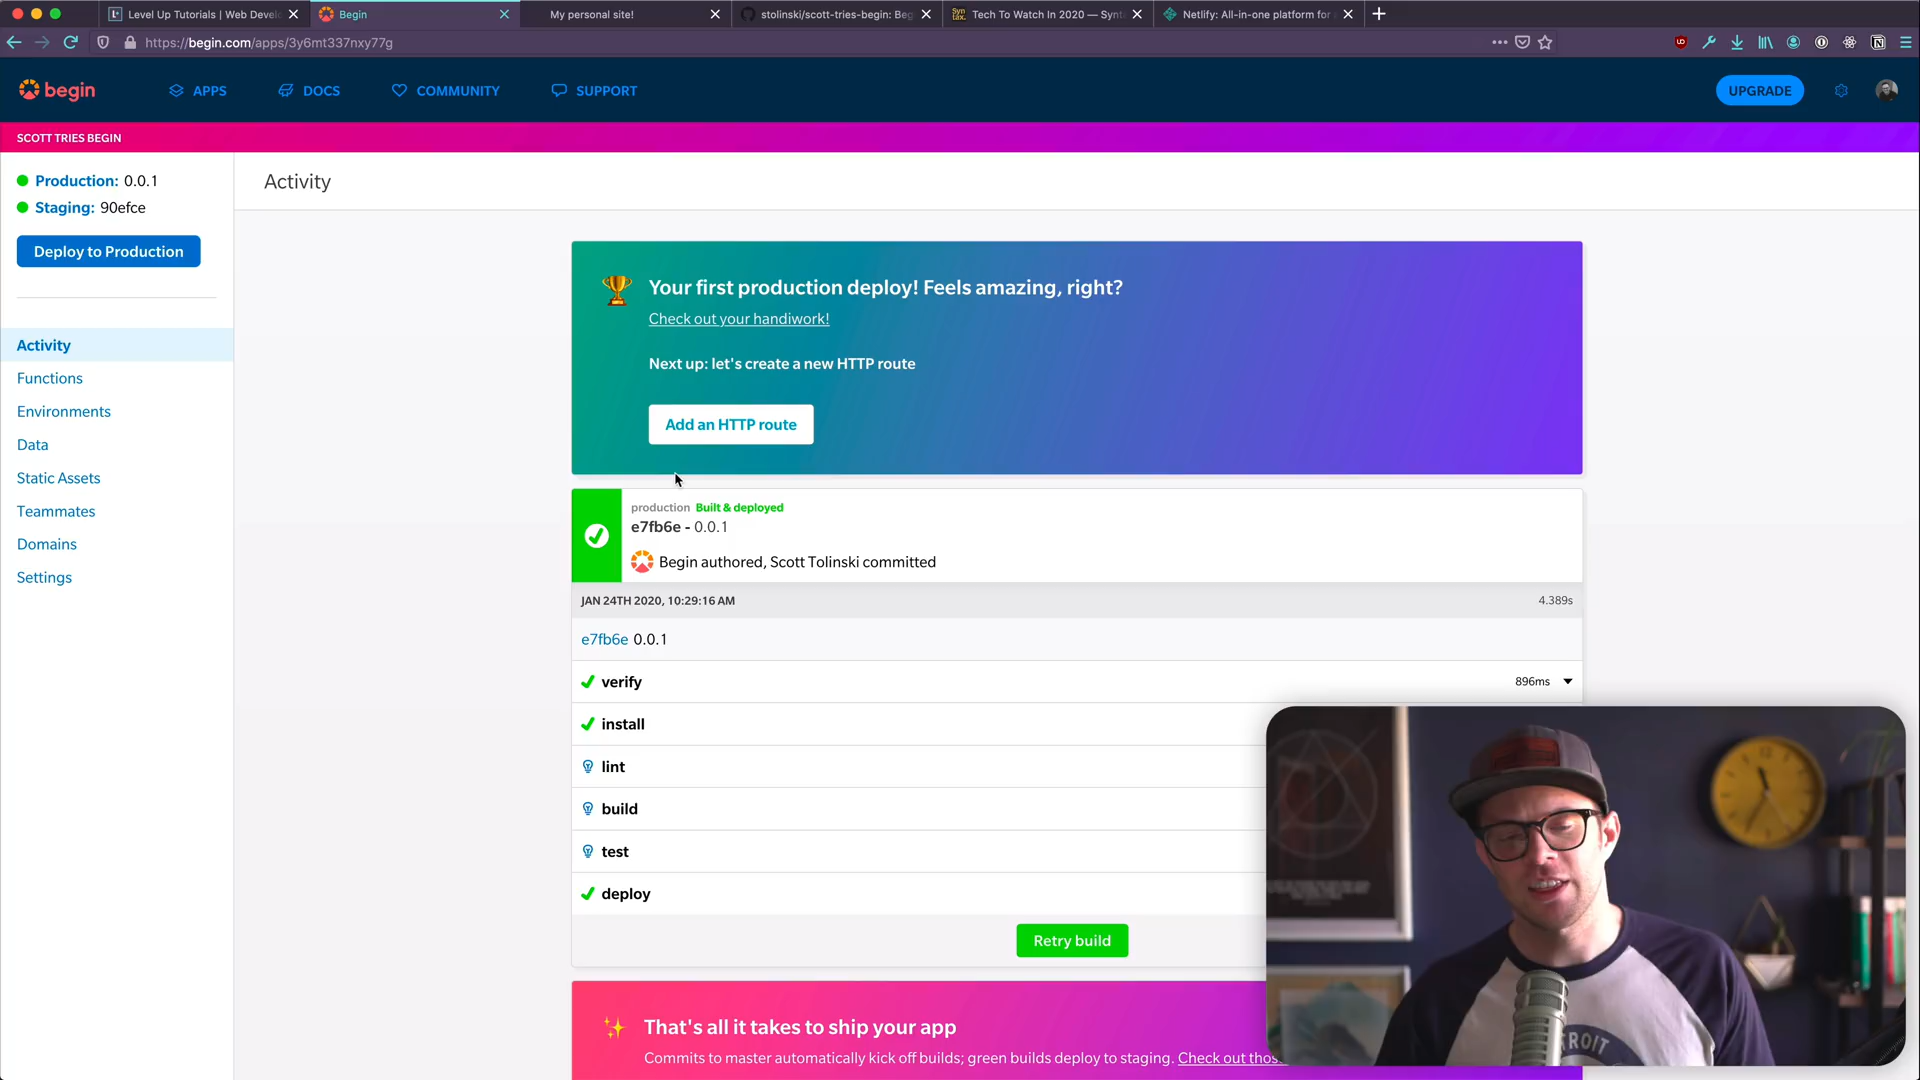 Level Up Tutorials | Web Devel
Begin
My personal site!
stolinski/scott-tries-begin: Beg
Tech To Watch In 2020 — Synt
Netlify: All-in-one platform for
https://begin.com/apps/3y6mt337nxy77g
begin
APPS
DOCS
COMMUNITY
SUPPORT
UPGRADE
SCOTT TRIES BEGIN
Production: 0.0.1
Staging: 90efce
Deploy to Production
Activity
Functions
Environments
Data
Static Assets
Teammates
Domains
Settings
Activity
Your first production deploy! Feels amazing, right?
Check out your handiwork!
Next up: let's create a new HTTP route
Add an HTTP route
production Built & deployed
e7fb6e - 0.0.1
Begin authored, Scott Tolinski committed
JAN 24TH 2020, 10:29:16 AM
4.389s
e7fb6e 0.0.1
verify
896ms
install
lint
build
test
deploy
Retry build
That's all it takes to ship your app
Commits to master automatically kick off builds; green builds deploy to staging. Check out thos